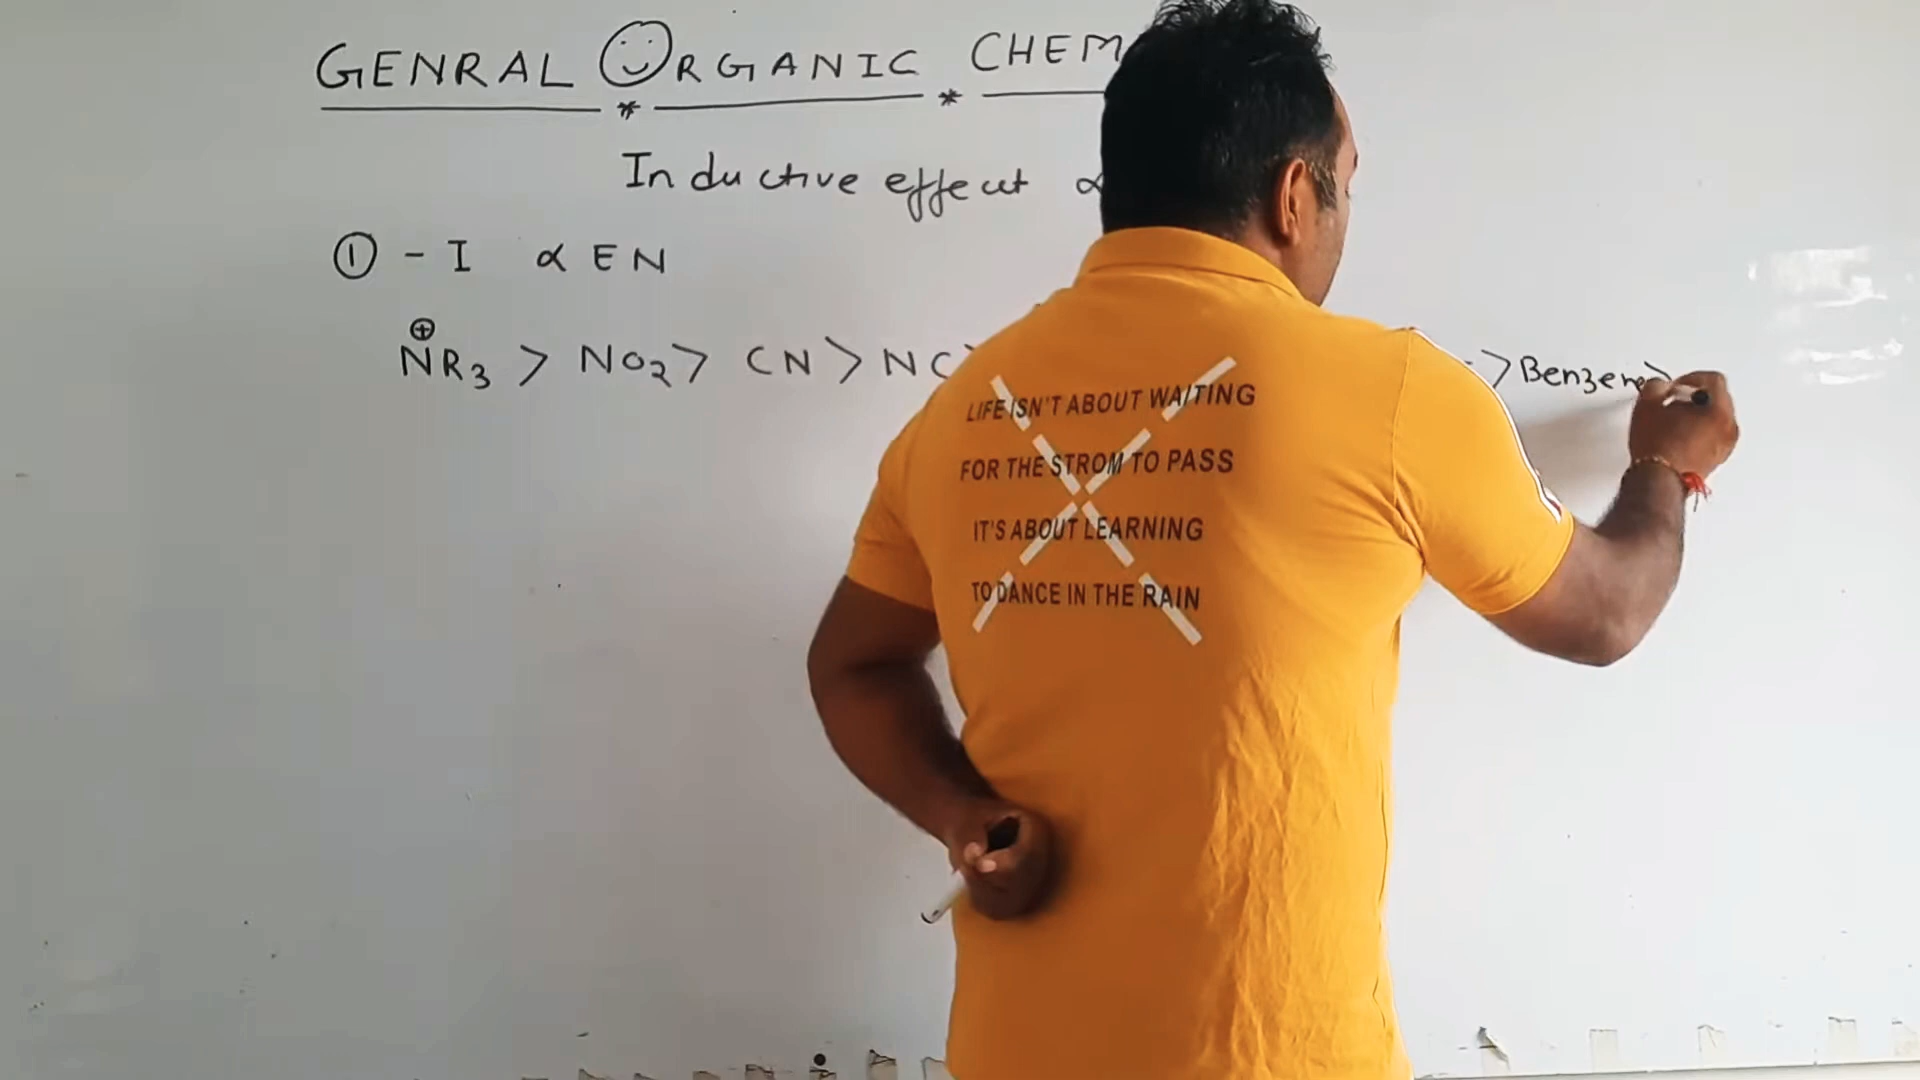 GENRAL ORGANIC CHEM
Inductive effect ∝
① - I ∝ EN
⊕NR₃ > NO₂ > CN > NC > Benzene >
LIFE ISN'T ABOUT WAITING
FOR THE STROM TO PASS
IT'S ABOUT LEARNING
TO DANCE IN THE RAIN